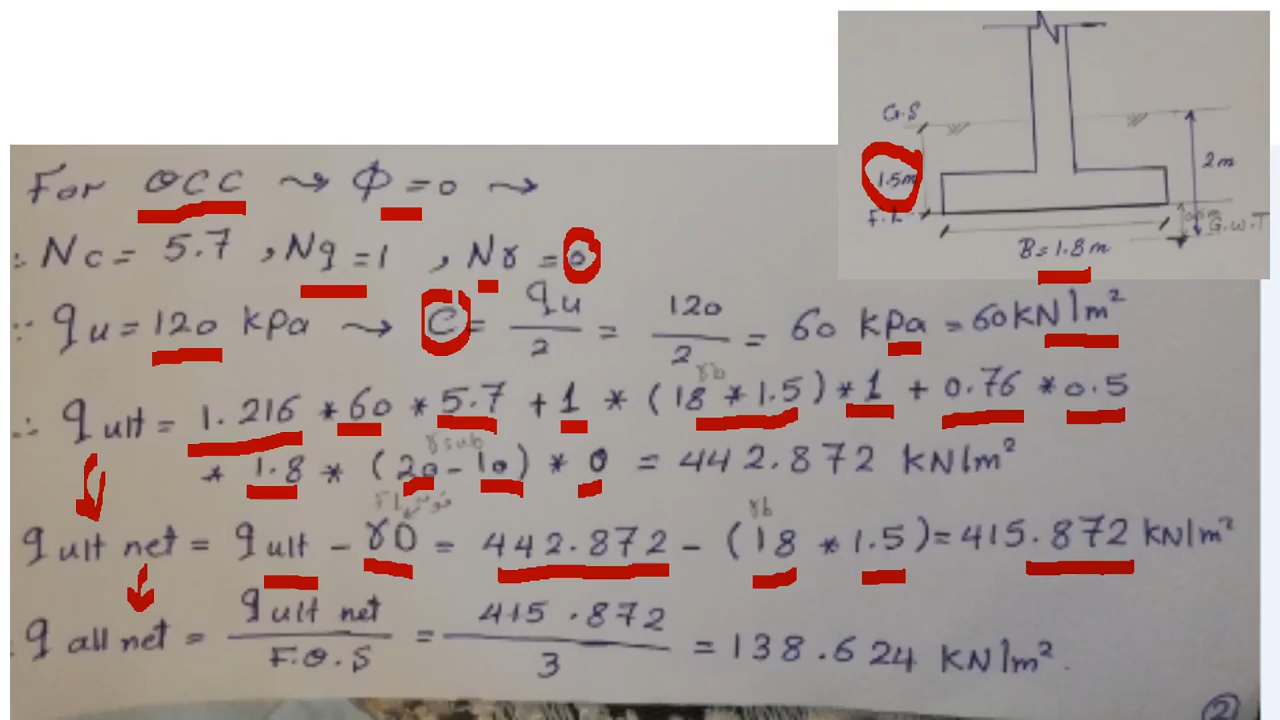 G.S
1.5m
F.L
2m
G.W.T
B = 1.8m
For OCC ⇝ Φ = 0 ⇝
∴ Nc = 5.7 , Nq = 1 , Nγ = 0
∵ qu = 120 kPa ⇝ C = qu / 2 = 120 / 2 = 60 kPa = 60 kN/m²
γb
∴ q ult = 1.216 * 60 * 5.7 + 1 * (18 * 1.5) * 1 + 0.76 * 0.5
γsub
* 1.8 * (20 - 10) * 0 = 442.872 KN/m²
γb
q ult net = q ult - γD = 442.872 - (18 * 1.5) = 415.872 KN/m²
q all net = q ult net / F.O.S = 415.872 / 3 = 138.624 KN/m².
2